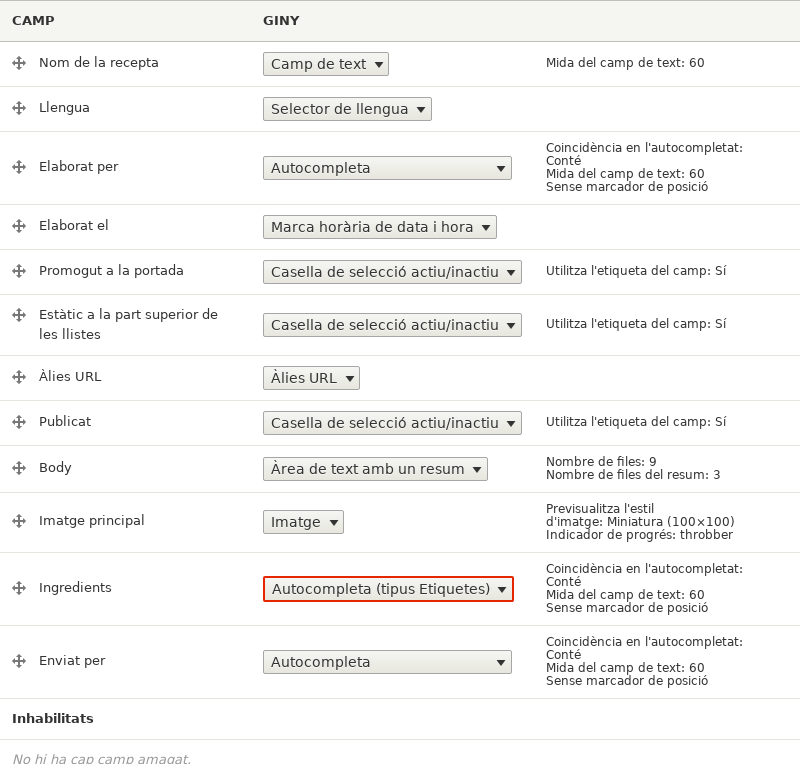 CAMP GINY
Nom de la recepta Camp de text Mida del camp de text: 60
Llengua Selector de llengua
Elaborat per Autocompleta Coincidència en l'autocompletat:
Conté
Mida del camp de text: 60
Sense marcador de posició
Elaborat el Marca horària de data i hora
Promogut a la portada Casella de selecció actiu/inactiu Utilitza l'etiqueta del camp: Sí
Estàtic a la part superior de
les llistes Casella de selecció actiu/inactiu Utilitza l'etiqueta del camp: Sí
Àlies URL Àlies URL
Publicat Casella de selecció actiu/inactiu Utilitza l'etiqueta del camp: Sí
Body Àrea de text amb un resum Nombre de files: 9
Nombre de files del resum: 3
Imatge principal Imatge Previsualitza l'estil
d'imatge: Miniatura (100×100)
Indicador de progrés: throbber
Ingredients Autocompleta (tipus Etiquetes) Coincidència en l'autocompletat:
Conté
Mida del camp de text: 60
Sense marcador de posició
Enviat per Autocompleta Coincidència en l'autocompletat:
Conté
Mida del camp de text: 60
Sense marcador de posició
Inhabilitats
No hi ha cap camp amagat.